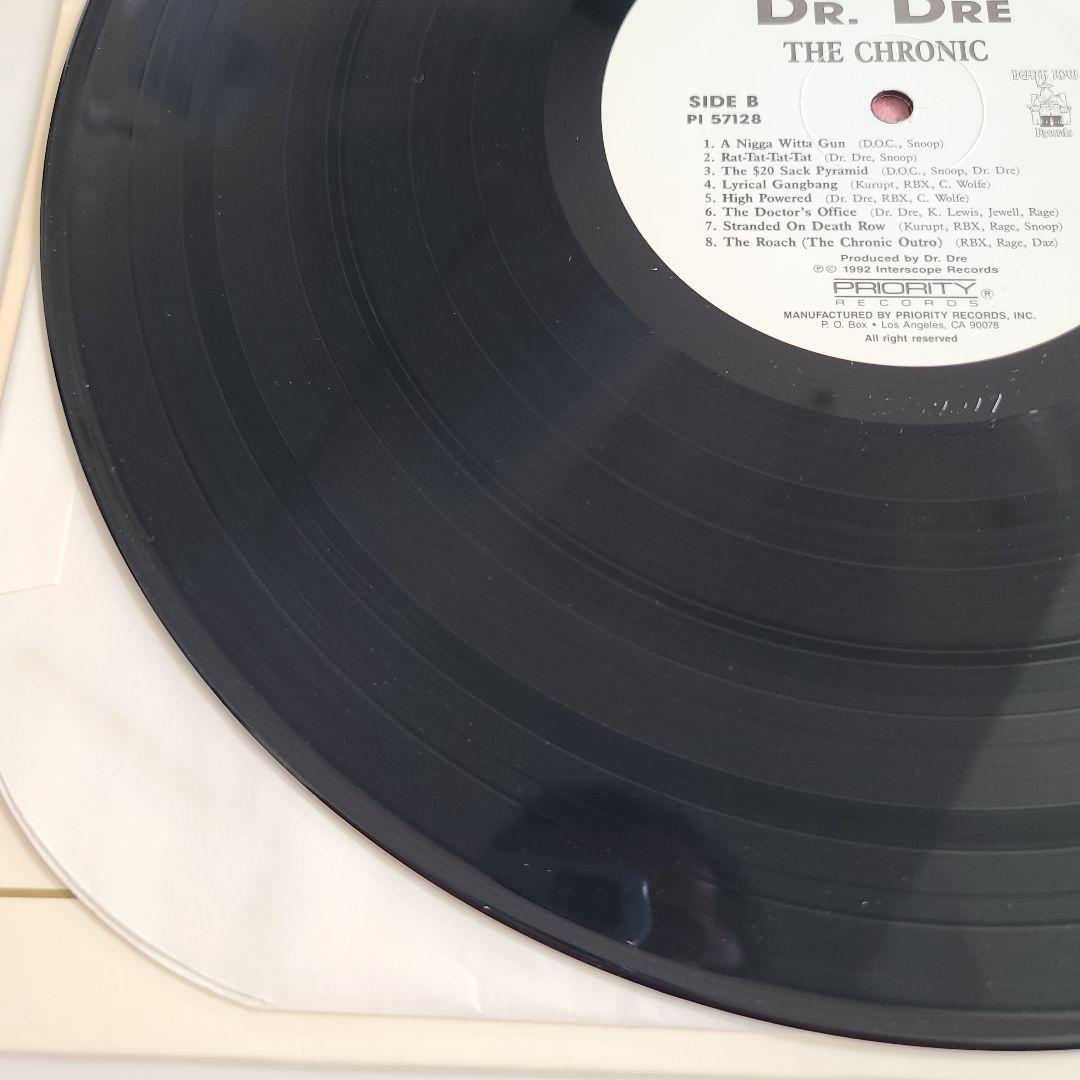 DR. DRE
THE CHRONIC
DEATH ROW
Records
SIDE B
PI 57128
1. A Nigga Witta Gun (D.O.C., Snoop)
2. Rat-Tat-Tat-Tat (Dr. Dre, Snoop)
3. The $20 Sack Pyramid (D.O.C., Snoop, Dr. Dre)
4. Lyrical Gangbang (Kurupt, RBX, C. Wolfe)
5. High Powered (Dr. Dre, RBX, C. Wolfe)
6. The Doctor's Office (Dr. Dre, K. Lewis, Jewell, Rage)
7. Stranded On Death Row (Kurupt, RBX, Rage, Snoop)
8. The Roach (The Chronic Outro) (RBX, Rage, Daz)
Produced by Dr. Dre
℗© 1992 Interscope Records
PRIORITY ®
RECORDS
MANUFACTURED BY PRIORITY RECORDS, INC.
P. O. Box • Los Angeles, CA 90078
All right reserved